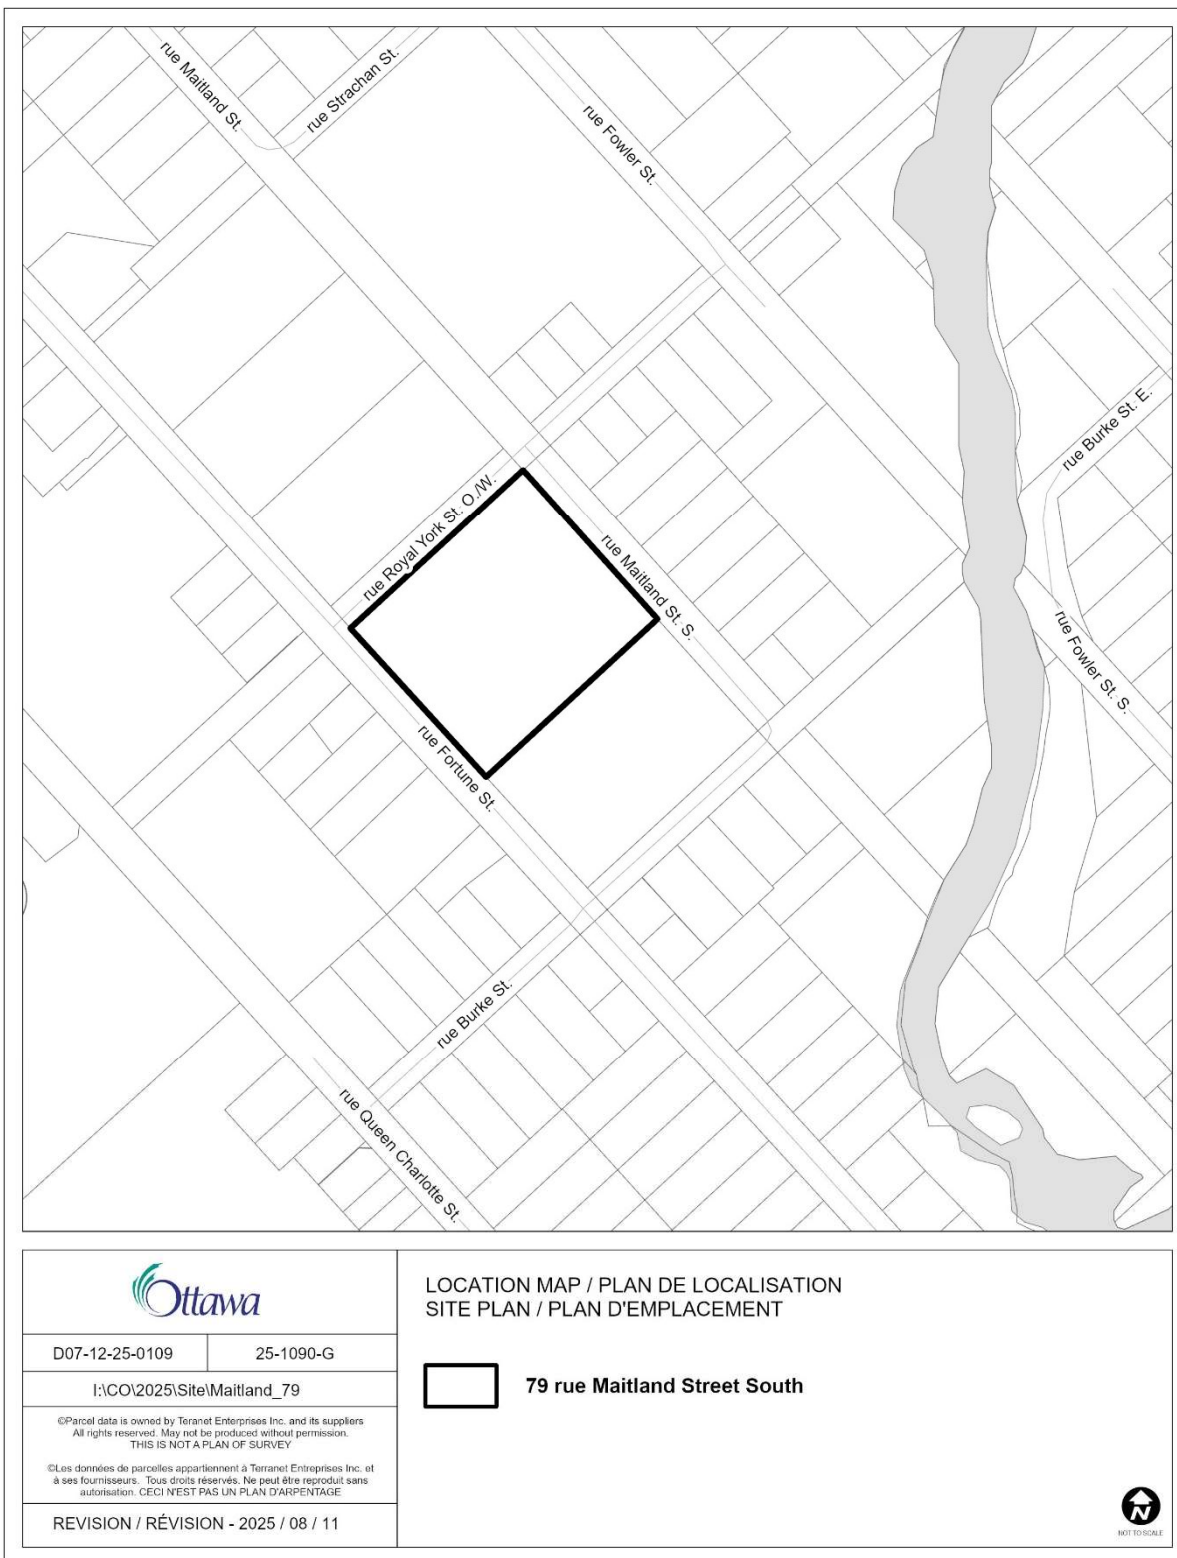 rue Maitland St.
rue Strachan St.
rue Fowler St.
rue Burke St. E.
rue Royal York St. O./W.
rue Maitland St. S.
rue Fowler St. S.
rue Fortune St.
rue Burke St.
rue Queen Charlotte St.
Ottawa
D07-12-25-0109
25-1090-G
I:\CO\2025\Site\Maitland_79
©Parcel data is owned by Teranet Enterprises Inc. and its suppliers
All rights reserved. May not be produced without permission.
THIS IS NOT A PLAN OF SURVEY
©Les données de parcelles appartiennent à Terranet Entreprises Inc. et
à ses fournisseurs. Tous droits réservés. Ne peut être reproduit sans
autorisation. CECI N'EST PAS UN PLAN D'ARPENTAGE
REVISION / RÉVISION - 2025 / 08 / 11
LOCATION MAP / PLAN DE LOCALISATION
SITE PLAN / PLAN D'EMPLACEMENT
79 rue Maitland Street South
N
NOT TO SCALE